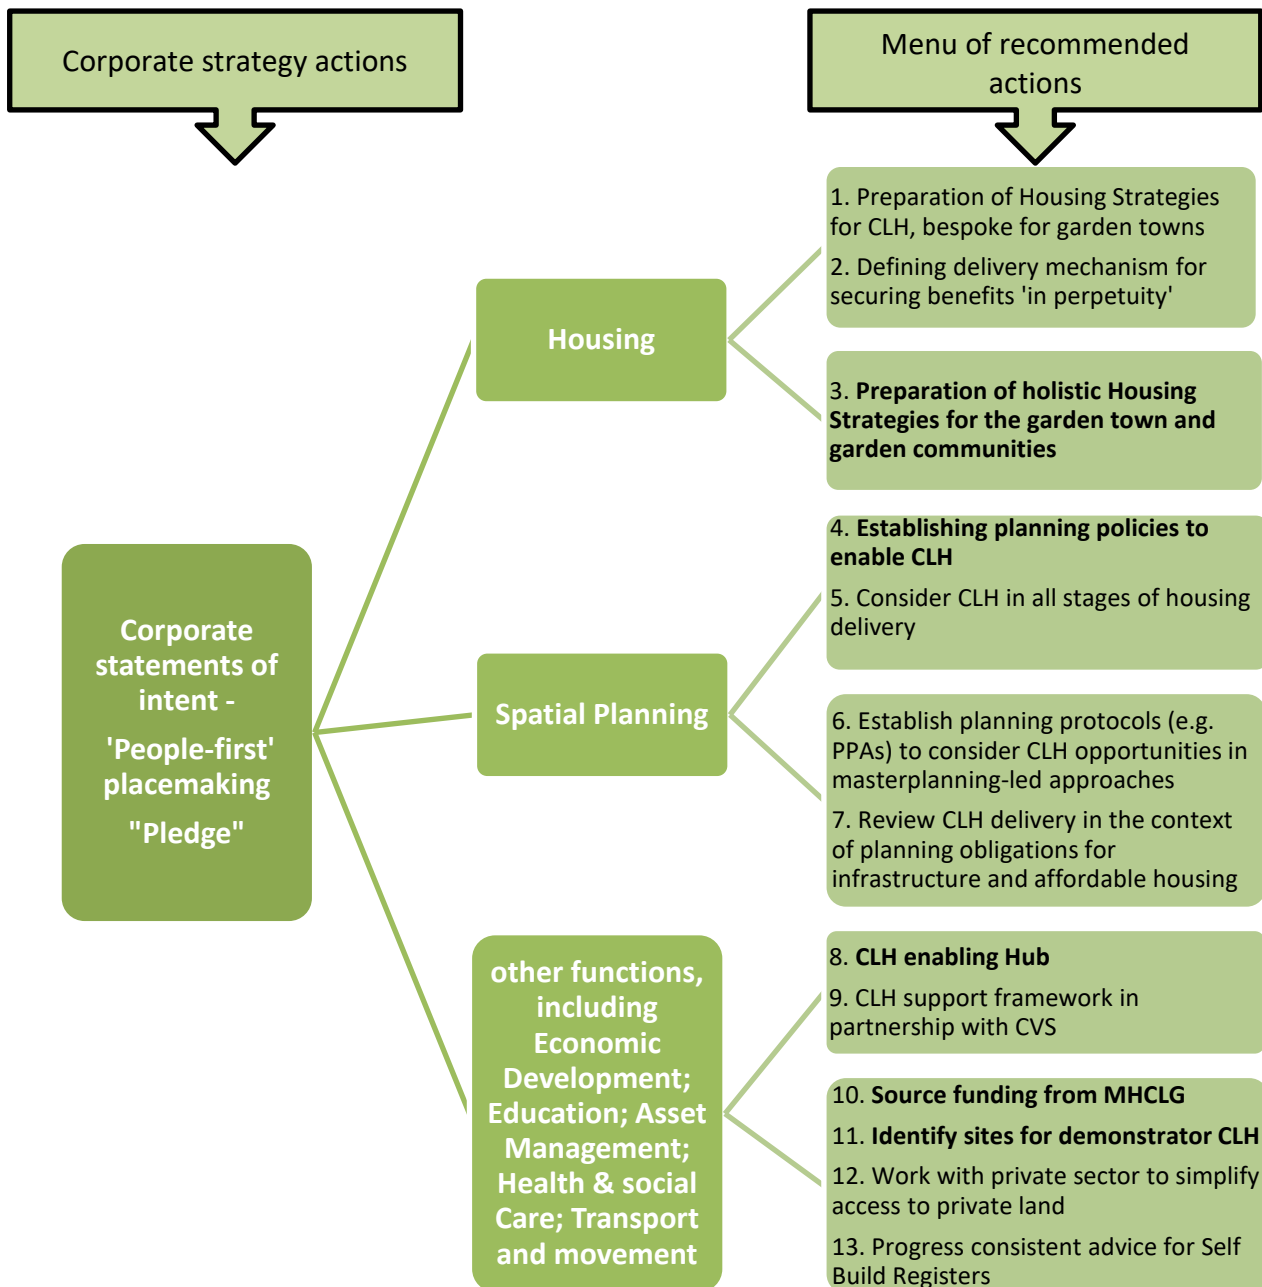 Corporate strategy actions
Menu of recommended
actions
Corporate
statements of
intent -
'People-first'
placemaking
"Pledge"
Housing
1. Preparation of Housing Strategies
for CLH, bespoke for garden towns
2. Defining delivery mechanism for
securing benefits 'in perpetuity'
3. Preparation of holistic Housing
Strategies for the garden town and
garden communities
Spatial Planning
4. Establishing planning policies to
enable CLH
5. Consider CLH in all stages of housing
delivery
6. Establish planning protocols (e.g.
PPAs) to consider CLH opportunities in
masterplanning-led approaches
7. Review CLH delivery in the context
of planning obligations for
infrastructure and affordable housing
other functions,
including
Economic
Development;
Education; Asset
Management;
Health & social
Care; Transport
and movement
8. CLH enabling Hub
9. CLH support framework in
partnership with CVS
10. Source funding from MHCLG
11. Identify sites for demonstrator CLH
12. Work with private sector to simplify
access to private land
13. Progress consistent advice for Self
Build Registers